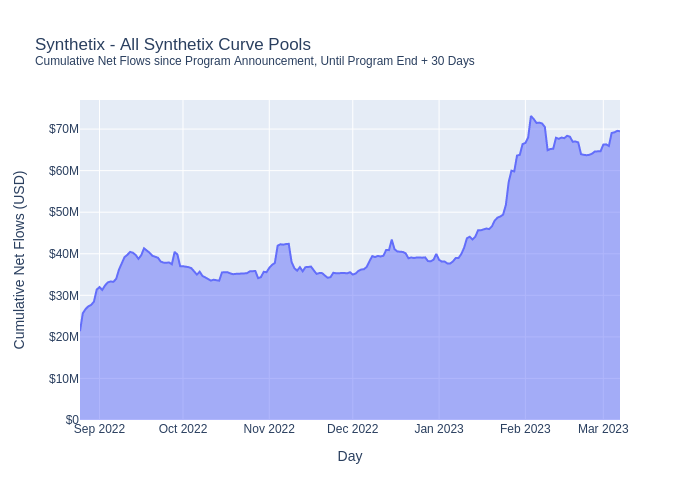 Synthetix - All Synthetix Curve Pools
Cumulative Net Flows since Program Announcement, Until Program End + 30 Days
Cumulative Net Flows (USD)
$70M
$60M
$50M
$40M
$30M
$20M
$10M
$0
Sep 2022
Oct 2022
Nov 2022
Dec 2022
Jan 2023
Feb 2023
Mar 2023
Day